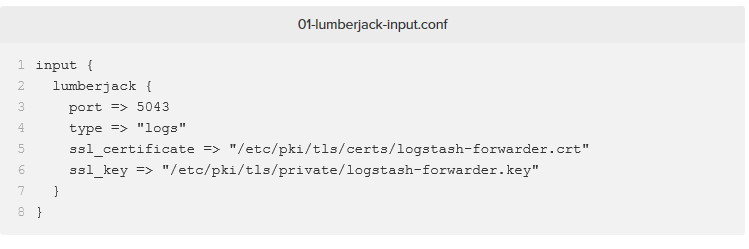 01-lumberjack-input.conf
1 input {
2   lumberjack {
3     port => 5043
4     type => "logs"
5     ssl_certificate => "/etc/pki/tls/certs/logstash-forwarder.crt"
6     ssl_key => "/etc/pki/tls/private/logstash-forwarder.key"
7   }
8 }